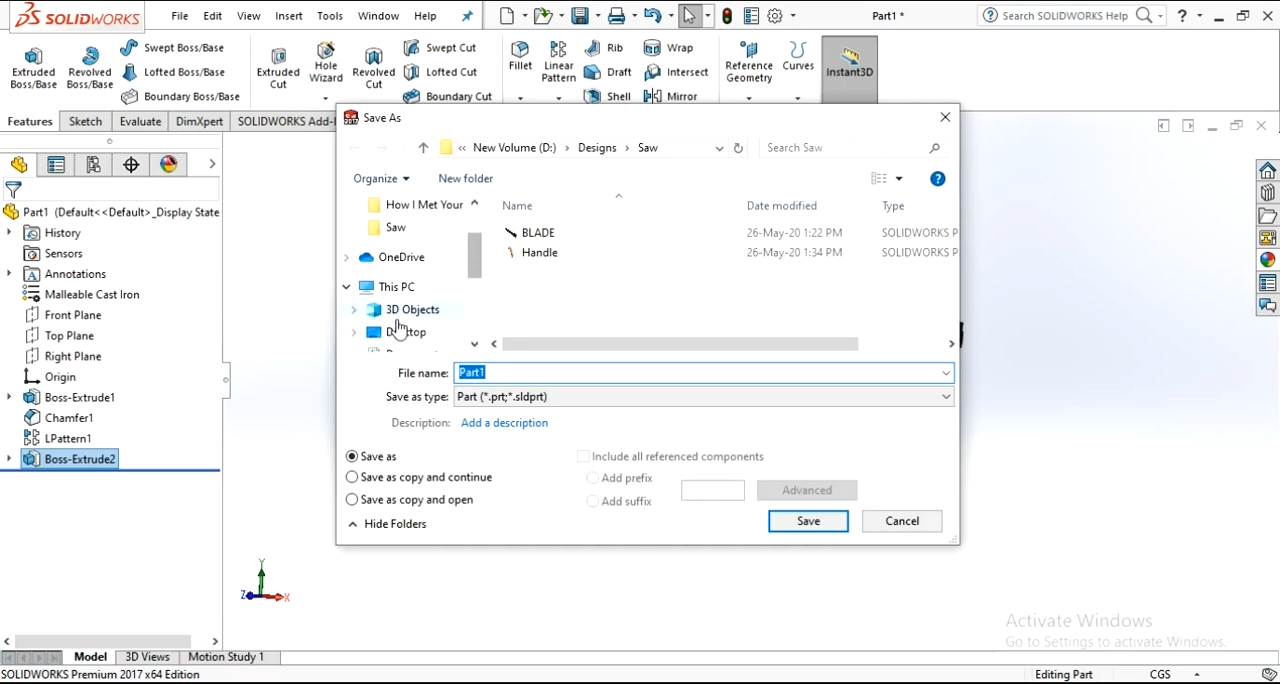 SOLIDWORKS File Edit View Insert Tools Window Help Part1 * Search SOLIDWORKS Help ?
Extruded Boss/Base Revolved Boss/Base Swept Boss/Base Lofted Boss/Base Boundary Boss/Base Extruded Cut Hole Wizard Revolved Cut Swept Cut Lofted Cut Boundary Cut Fillet Linear Pattern Rib Draft Shell Wrap Intersect Mirror Reference Geometry Curves Instant3D
Features Sketch Evaluate DimXpert SOLIDWORKS Add-
Save As
« New Volume (D:) › Designs › Saw Search Saw
Organize New folder ?
How I Met Your
Saw
OneDrive
This PC
3D Objects
Name Date modified Type
BLADE 26-May-20 1:22 PM SOLIDWORKS P
Handle 26-May-20 1:34 PM SOLIDWORKS P
File name: Part1
Save as type: Part (*.prt;*.sldprt)
Description: Add a description
Save as
Save as copy and continue
Save as copy and open
Include all referenced components
Add prefix
Add suffix
Advanced
Hide Folders
Save Cancel
Part1 (Default<<Default>_Display State
History
Sensors
Annotations
Malleable Cast Iron
Front Plane
Top Plane
Right Plane
Origin
Boss-Extrude1
Chamfer1
LPattern1
Boss-Extrude2
Y
Z X
Activate Windows
Go to Settings to activate Windows.
Model 3D Views Motion Study 1
SOLIDWORKS Premium 2017 x64 Edition Editing Part CGS